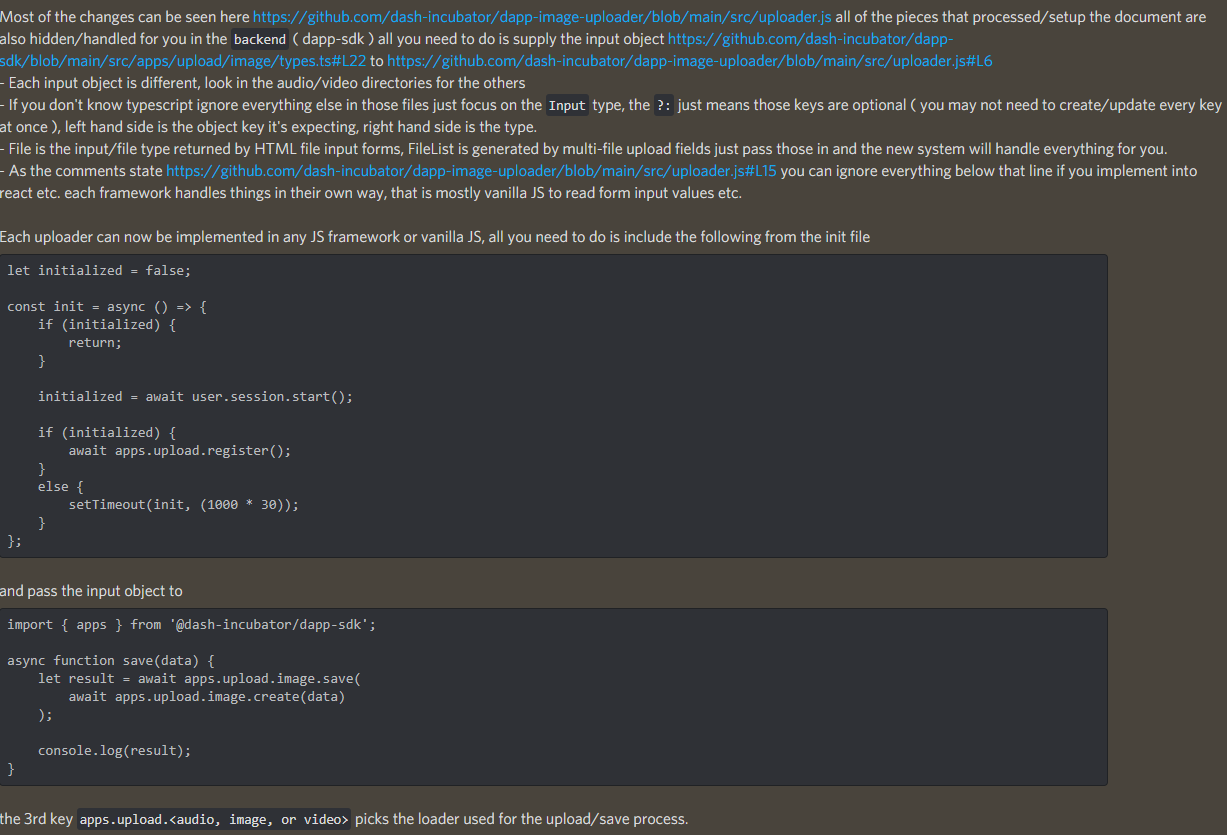 Most of the changes can be seen here https://github.com/dash-incubator/dapp-image-uploader/blob/main/src/uploader.js all of the pieces that processed/setup the document are
also hidden/handled for you in the backend ( dapp-sdk ) all you need to do is supply the input object https://github.com/dash-incubator/dapp-
sdk/blob/main/src/apps/upload/image/types.ts#L22 to https://github.com/dash-incubator/dapp-image-uploader/blob/main/src/uploader.js#L6
- Each input object is different, look in the audio/video directories for the others
- If you don't know typescript ignore everything else in those files just focus on the Input type, the ?: just means those keys are optional ( you may not need to create/update every key
at once ), left hand side is the object key it's expecting, right hand side is the type.
- File is the input/file type returned by HTML file input forms, FileList is generated by multi-file upload fields just pass those in and the new system will handle everything for you.
- As the comments state https://github.com/dash-incubator/dapp-image-uploader/blob/main/src/uploader.js#L15 you can ignore everything below that line if you implement into
react etc. each framework handles things in their own way, that is mostly vanilla JS to read form input values etc.
Each uploader can now be implemented in any JS framework or vanilla JS, all you need to do is include the following from the init file
let initialized = false;
const init = async () => {
    if (initialized) {
        return;
    }
    initialized = await user.session.start();
    if (initialized) {
        await apps.upload.register();
    }
    else {
        setTimeout(init, (1000 * 30));
    }
};
and pass the input object to
import { apps } from '@dash-incubator/dapp-sdk';
async function save(data) {
    let result = await apps.upload.image.save(
        await apps.upload.image.create(data)
    );
    console.log(result);
}
the 3rd key apps.upload.<audio, image, or video> picks the loader used for the upload/save process.